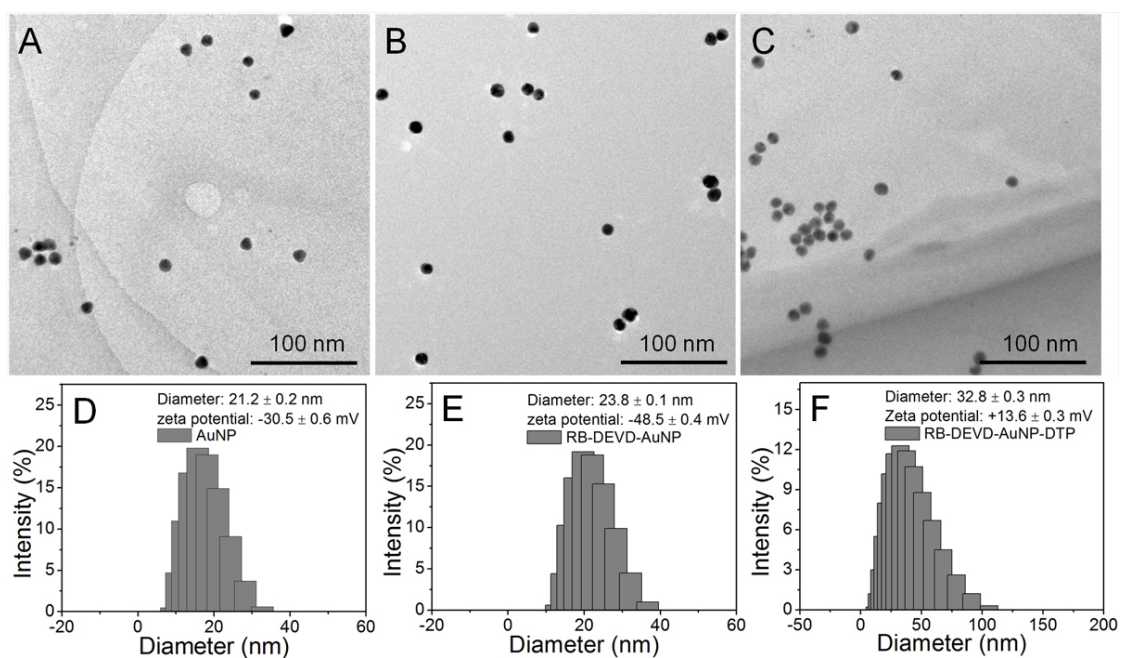 A
B
C
100 nm
100 nm
100 nm
D
Diameter: 21.2 ± 0.2 nm
zeta potential: -30.5 ± 0.6 mV
AuNP
25
20
15
10
5
0
Intensity (%)
-20
0
20
40
60
Diameter (nm)
E
Diameter: 23.8 ± 0.1 nm
zeta potential: -48.5 ± 0.4 mV
RB-DEVD-AuNP
25
20
15
10
5
0
Intensity (%)
-20
0
20
40
60
Diameter (nm)
F
Diameter: 32.8 ± 0.3 nm
Zeta potential: +13.6 ± 0.3 mV
RB-DEVD-AuNP-DTP
15
12
9
6
3
0
Intensity (%)
-50
0
50
100
150
200
Diameter (nm)